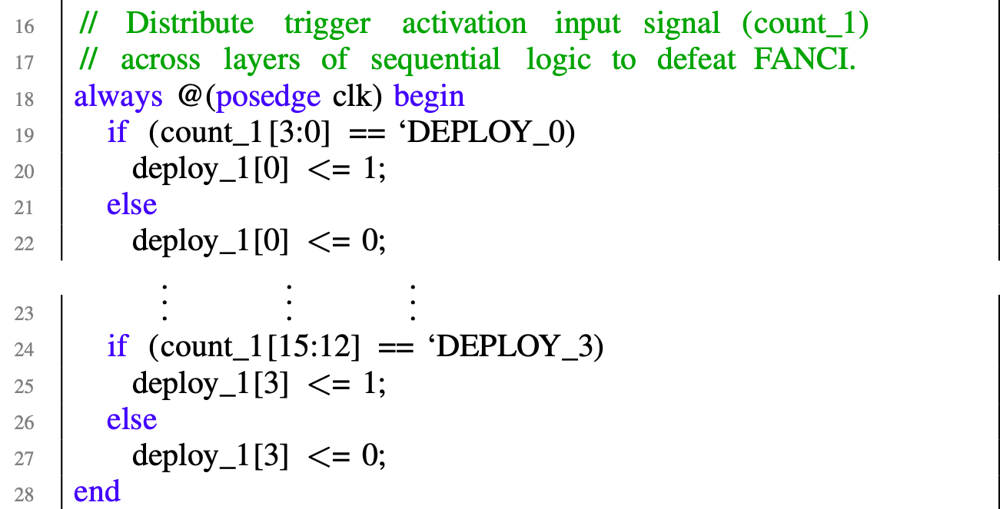 16 // Distribute trigger activation input signal (count_1)
17 // across layers of sequential logic to defeat FANCI.
18 always @(posedge clk) begin
19 if (count_1[3:0] == ‘DEPLOY_0)
20 deploy_1[0] <= 1;
21 else
22 deploy_1[0] <= 0;
23 ⋮ ⋮ ⋮
24 if (count_1[15:12] == ‘DEPLOY_3)
25 deploy_1[3] <= 1;
26 else
27 deploy_1[3] <= 0;
28 end